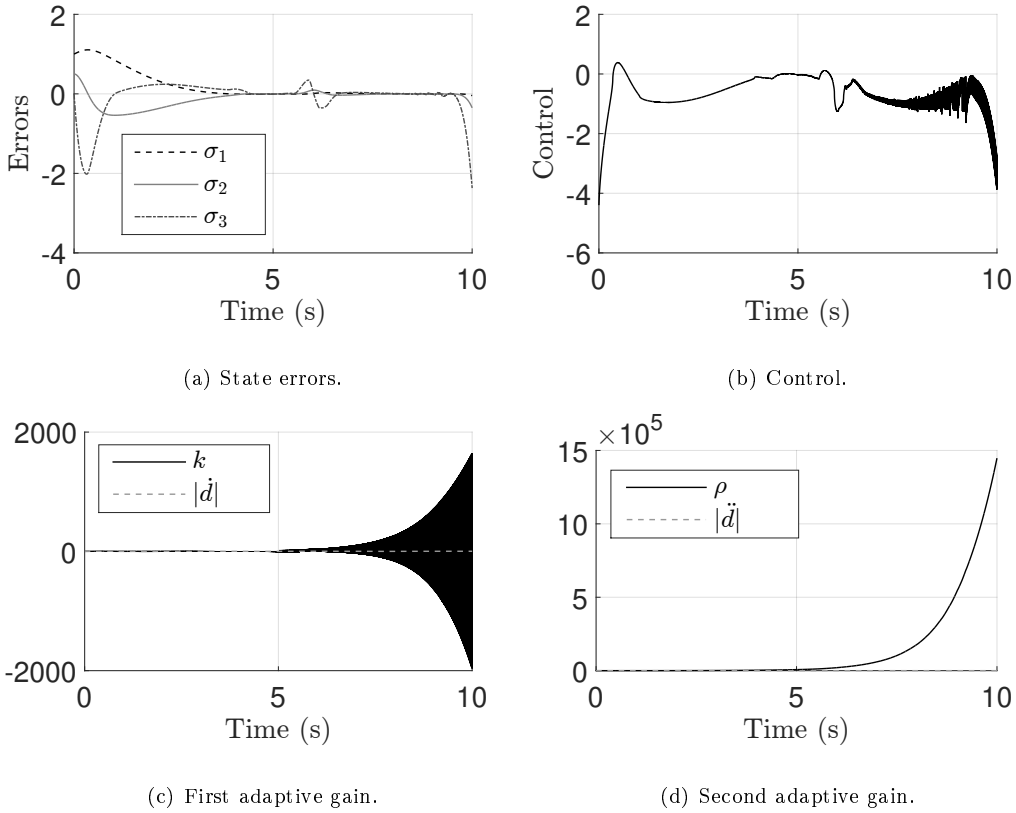 2
0
-2
-4
Errors
σ₁
σ₂
σ₃
0 5 10
Time (s)
(a) State errors.
2
0
-2
-4
-6
Control
0 5 10
Time (s)
(b) Control.
2000
0
-2000
k
|ḋ|
0 5 10
Time (s)
(c) First adaptive gain.
×10⁵
15
10
5
0
ρ
|d̈|
0 5 10
Time (s)
(d) Second adaptive gain.